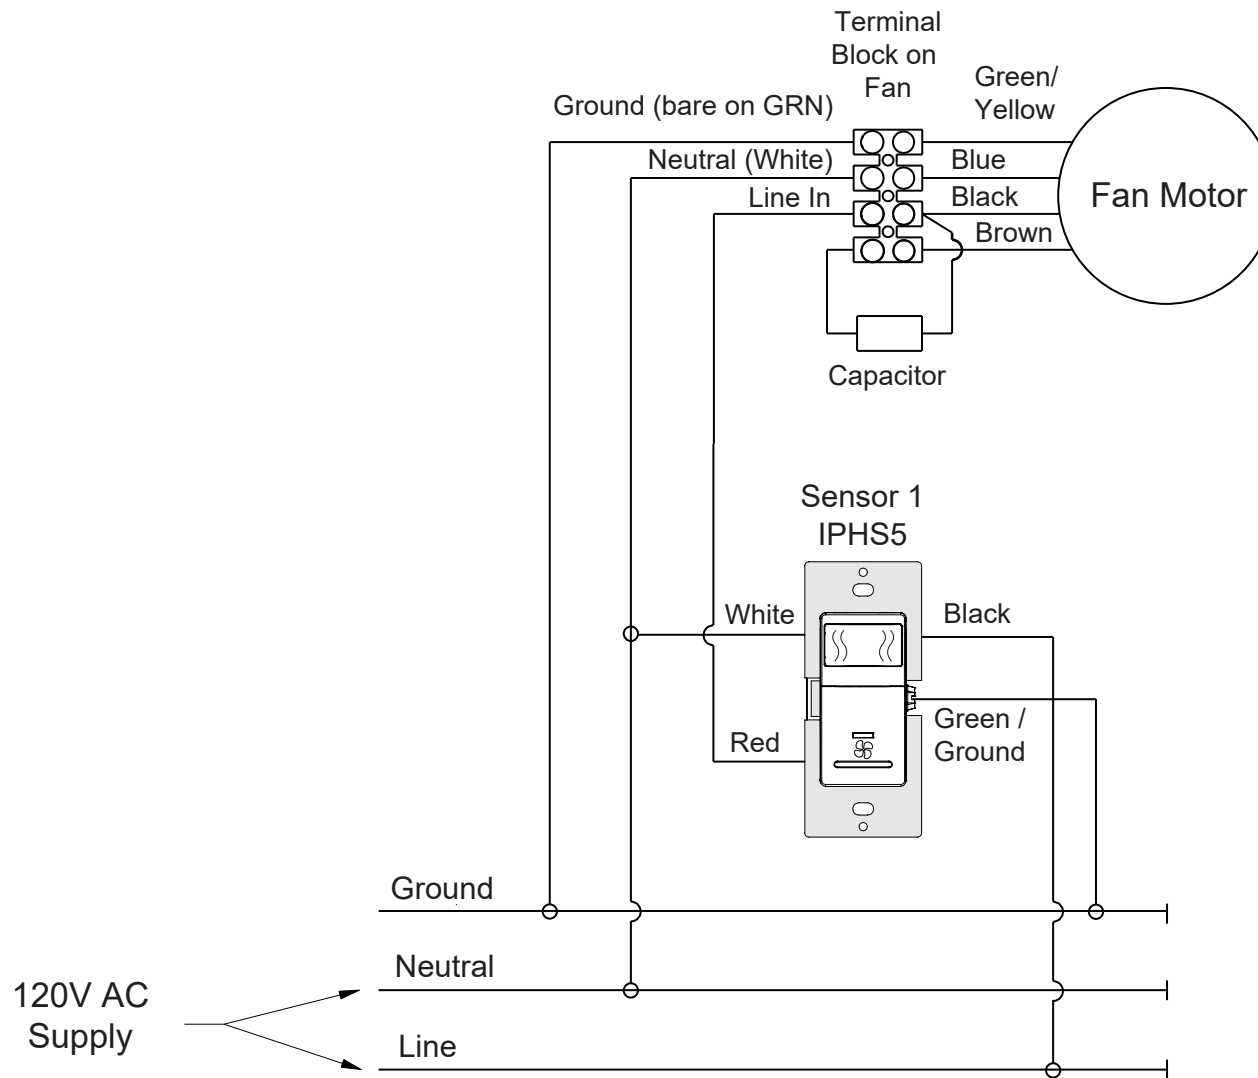 Terminal
Block on
Fan
Green/
Yellow
Ground (bare on GRN)
Neutral (White)
Blue
Line In
Black
Brown
Fan Motor
Capacitor
Sensor 1
IPHS5
White
Black
Red
Green /
Ground
Ground
Neutral
120V AC
Supply
Line